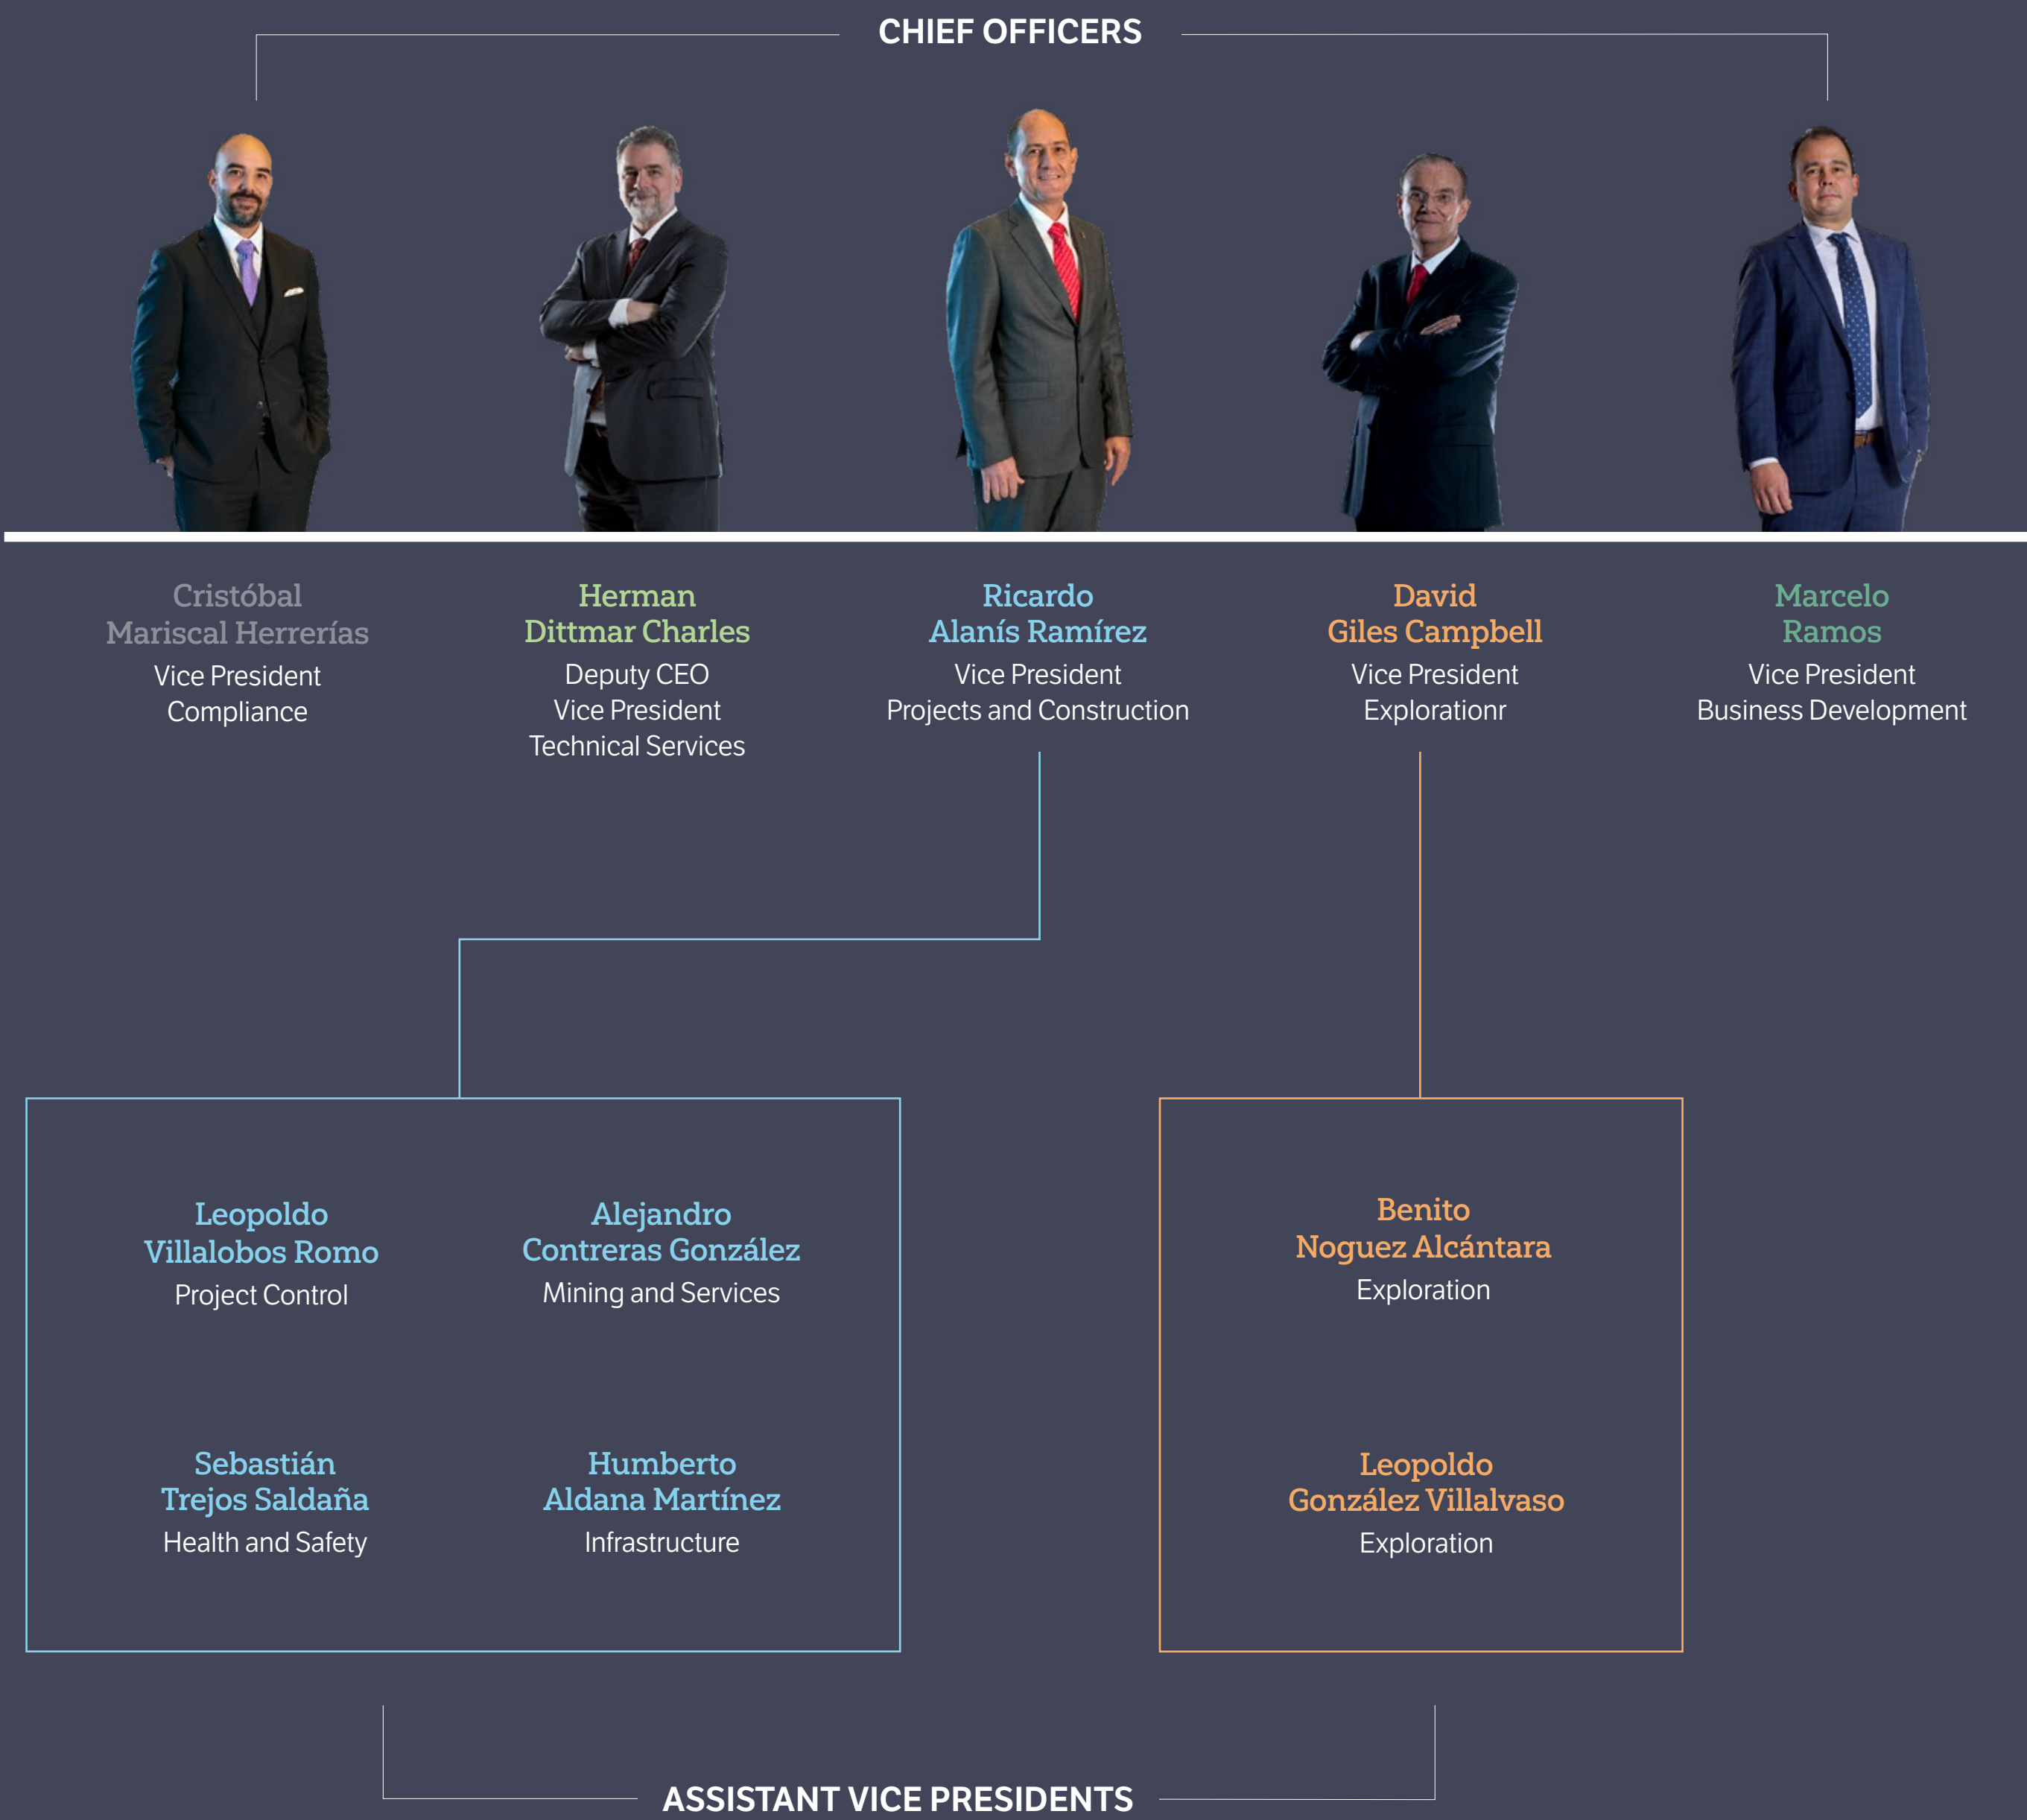 CHIEF OFFICERS
Cristóbal
Mariscal Herrerías
Vice President
Compliance
Herman
Dittmar Charles
Deputy CEO
Vice President
Technical Services
Ricardo
Alanís Ramírez
Vice President
Projects and Construction
David
Giles Campbell
Vice President
Explorationr
Marcelo
Ramos
Vice President
Business Development
Leopoldo
Villalobos Romo
Project Control
Alejandro
Contreras González
Mining and Services
Sebastián
Trejos Saldaña
Health and Safety
Humberto
Aldana Martínez
Infrastructure
Benito
Noguez Alcántara
Exploration
Leopoldo
González Villalvaso
Exploration
ASSISTANT VICE PRESIDENTS